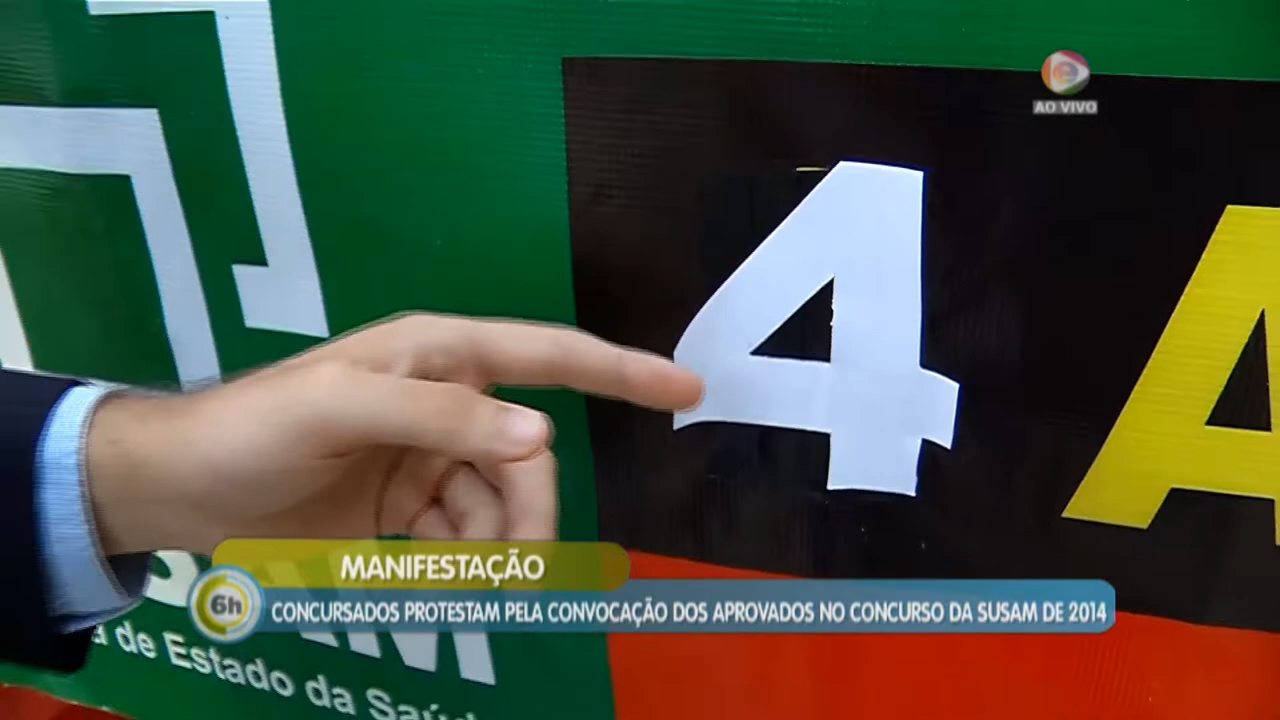 AO VIVO
4 A
MANIFESTAÇÃO
6h
CONCURSADOS PROTESTAM PELA CONVOCAÇÃO DOS APROVADOS NO CONCURSO DA SUSAM DE 2014
de Estado da Saúd